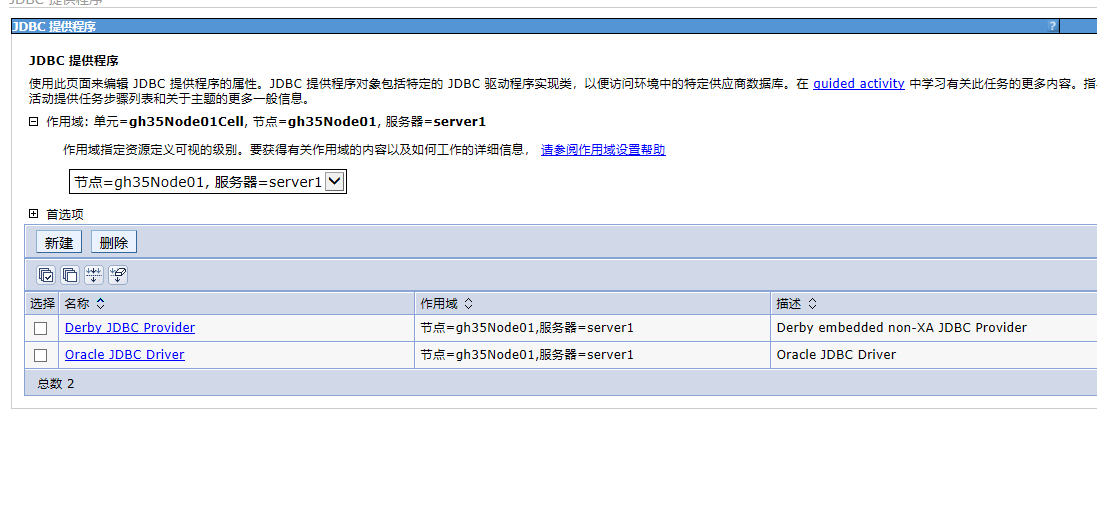 JDBC 提供程序
JDBC 提供程序 ?
JDBC 提供程序
使用此页面来编辑 JDBC 提供程序的属性。JDBC 提供程序对象包括特定的 JDBC 驱动程序实现类，以便访问环境中的特定供应商数据库。在 guided activity 中学习有关此任务的更多内容。指
活动提供任务步骤列表和关于主题的更多一般信息。
作用域: 单元=gh35Node01Cell, 节点=gh35Node01, 服务器=server1
作用域指定资源定义可视的级别。要获得有关作用域的内容以及如何工作的详细信息， 请参阅作用域设置帮助
节点=gh35Node01, 服务器=server1
首选项
新建 删除
选择 名称 作用域 描述
Derby JDBC Provider 节点=gh35Node01,服务器=server1 Derby embedded non-XA JDBC Provider
Oracle JDBC Driver 节点=gh35Node01,服务器=server1 Oracle JDBC Driver
总数 2